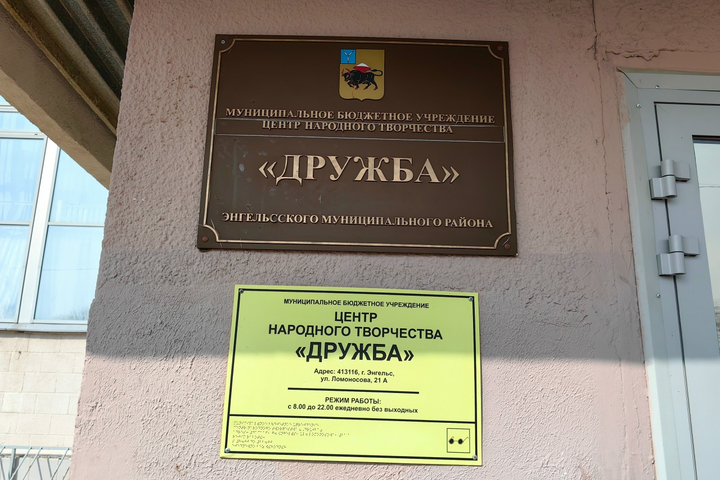 МУНИЦИПАЛЬНОЕ БЮДЖЕТНОЕ УЧРЕЖДЕНИЕ
ЦЕНТР НАРОДНОГО ТВОРЧЕСТВА
«ДРУЖБА»
ЭНГЕЛЬССКОГО МУНИЦИПАЛЬНОГО РАЙОНА
МУНИЦИПАЛЬНОЕ БЮДЖЕТНОЕ УЧРЕЖДЕНИЕ
ЦЕНТР
НАРОДНОГО ТВОРЧЕСТВА
«ДРУЖБА»
Адрес: 413116, г. Энгельс,
ул. Ломоносова, 21 А
РЕЖИМ РАБОТЫ:
с 8.00 до 22.00 ежедневно без выходных